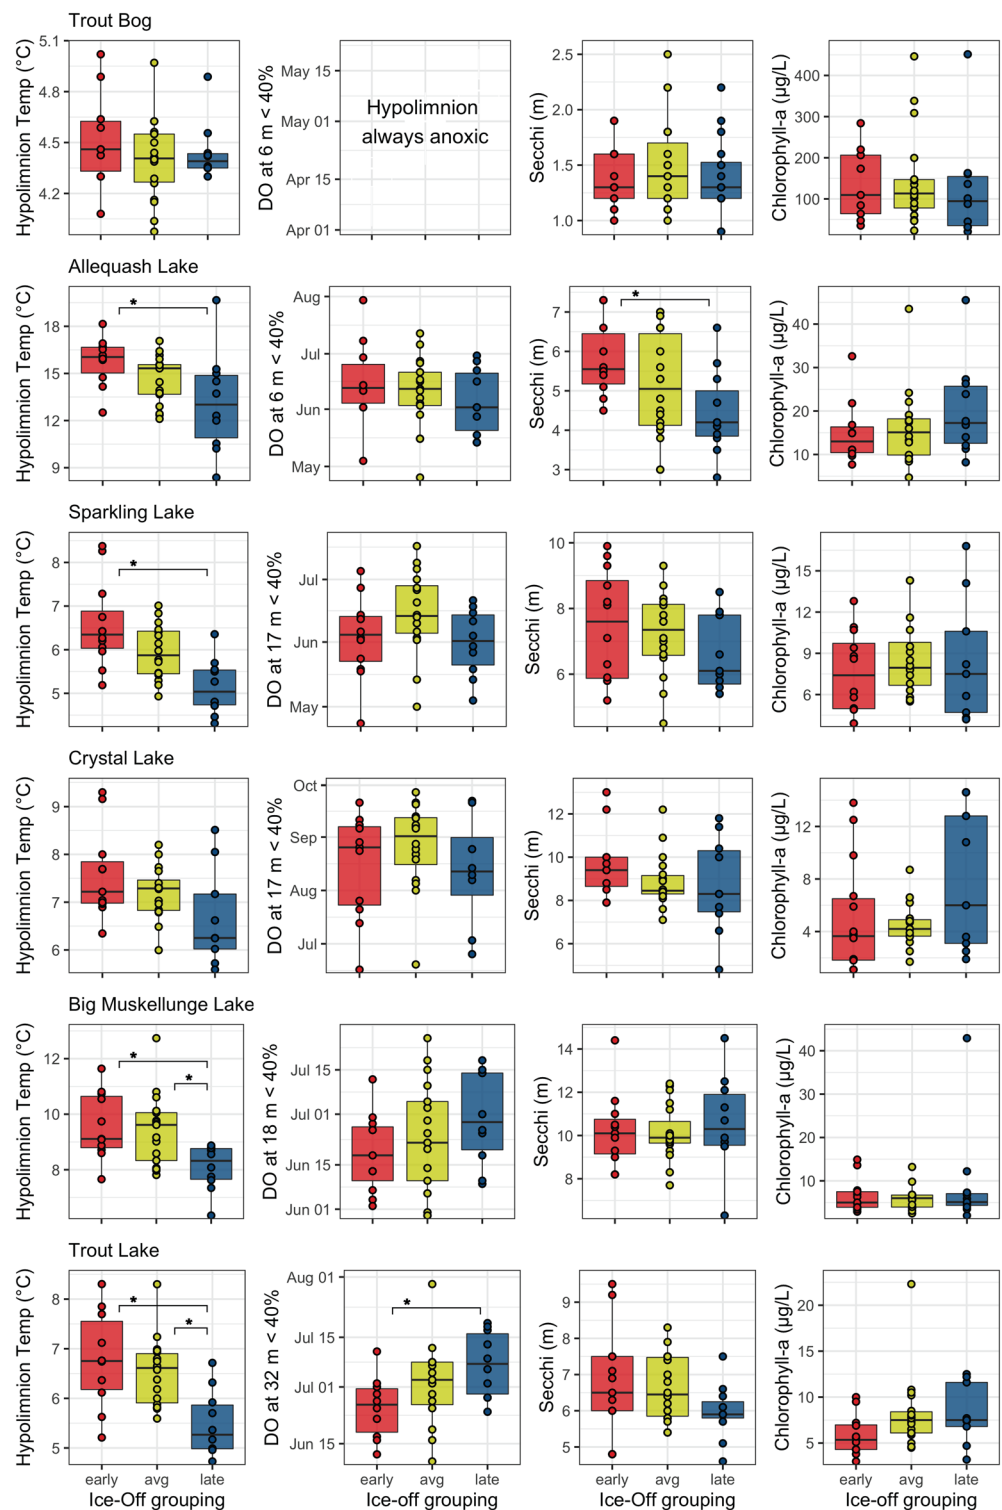 Trout Bog
Hypolimnion Temp (°C)
5.1
4.8
4.5
4.2
DO at 6 m < 40%
May 15
May 01
Apr 15
Apr 01
Hypolimnion
always anoxic
Secchi (m)
2.5
2.0
1.5
1.0
Chlorophyll-a (µg/L)
400
300
200
100
Allequash Lake
Hypolimnion Temp (°C)
18
15
12
9
*
DO at 6 m < 40%
Aug
Jul
Jun
May
Secchi (m)
7
6
5
4
3
*
Chlorophyll-a (µg/L)
40
30
20
10
Sparkling Lake
Hypolimnion Temp (°C)
8
7
6
5
*
DO at 17 m < 40%
Jul
Jun
May
Secchi (m)
10
8
6
Chlorophyll-a (µg/L)
15
12
9
6
Crystal Lake
Hypolimnion Temp (°C)
9
8
7
6
DO at 17 m < 40%
Oct
Sep
Aug
Jul
Secchi (m)
12
10
8
6
Chlorophyll-a (µg/L)
12
8
4
Big Muskellunge Lake
Hypolimnion Temp (°C)
12
10
8
*
*
DO at 18 m < 40%
Jul 15
Jul 01
Jun 15
Jun 01
Secchi (m)
14
12
10
8
Chlorophyll-a (µg/L)
40
30
20
10
Trout Lake
Hypolimnion Temp (°C)
8
7
6
5
*
*
early avg late
Ice-Off grouping
DO at 32 m < 40%
Aug 01
Jul 15
Jul 01
Jun 15
*
early avg late
Ice-Off grouping
Secchi (m)
9
8
7
6
5
early avg late
Ice-Off grouping
Chlorophyll-a (µg/L)
20
15
10
5
early avg late
Ice-Off grouping